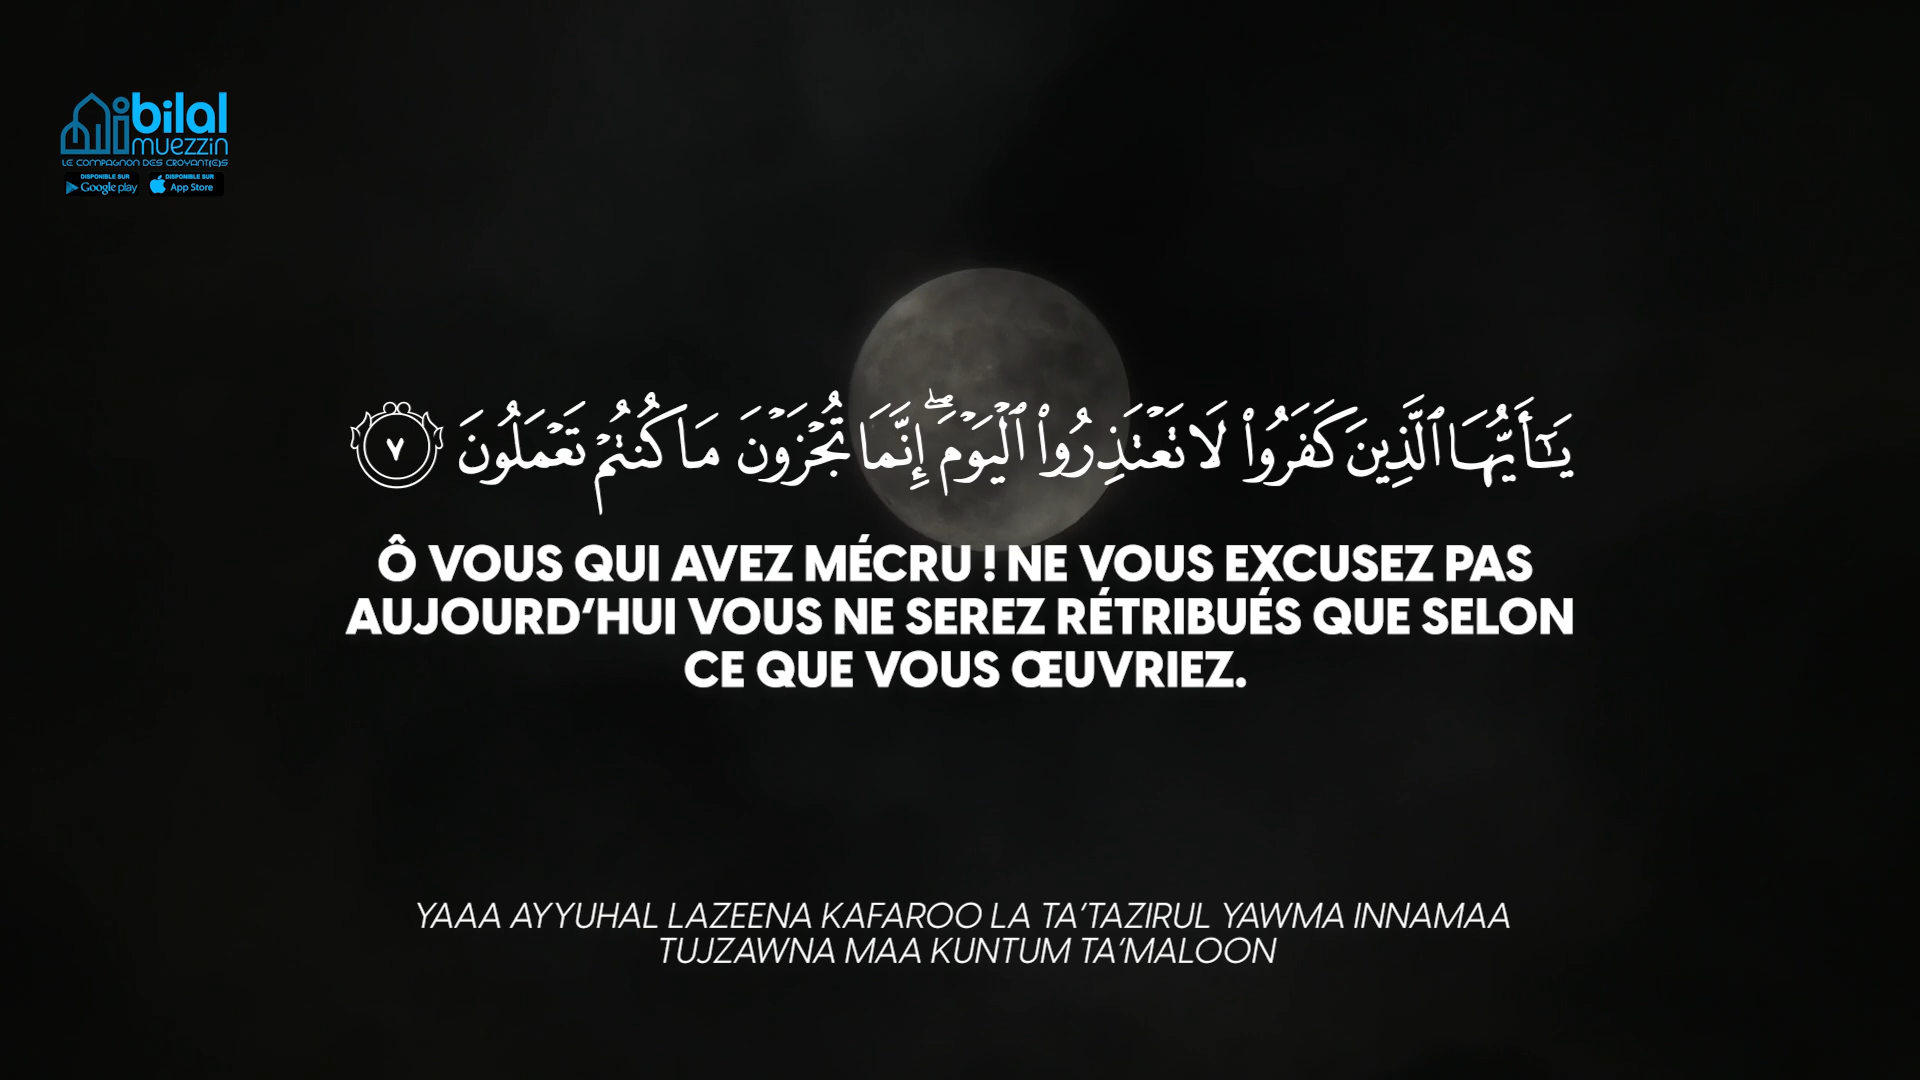 bilal
muezzin
LE COMPAGNON DES CROYANT(E)S
DISPONIBLE SUR Google play
DISPONIBLE SUR App Store
يَـٰٓأَيُّهَا ٱلَّذِينَ كَفَرُوا۟ لَا تَعْتَذِرُوا۟ ٱلْيَوْمَ ۖ إِنَّمَا تُجْزَوْنَ مَا كُنتُمْ تَعْمَلُونَ ٧
Ô VOUS QUI AVEZ MÉCRU ! NE VOUS EXCUSEZ PAS
AUJOURD’HUI VOUS NE SEREZ RÉTRIBUÉS QUE SELON
CE QUE VOUS ŒUVRIEZ.
YAAA AYYUHAL LAZEENA KAFAROO LA TA’TAZIRUL YAWMA INNAMAA
TUJZAWNA MAA KUNTUM TA’MALOON